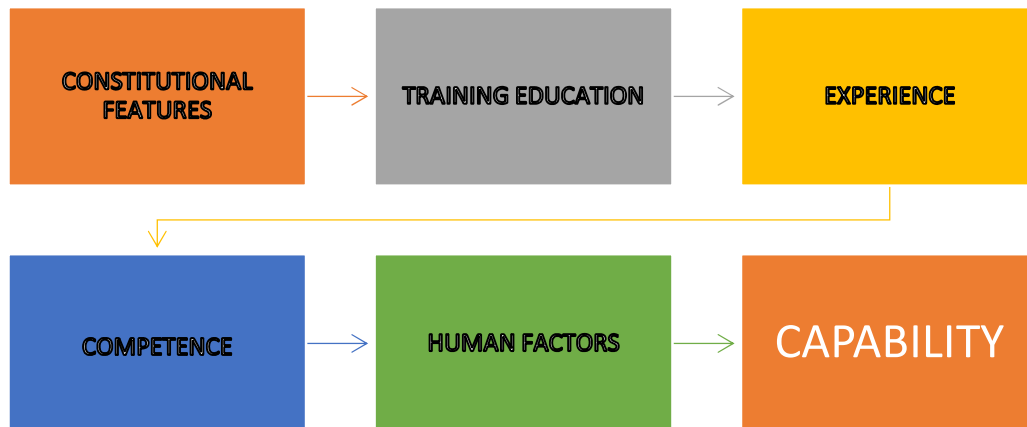 CONSTITUTIONAL
FEATURES
TRAINING EDUCATION
EXPERIENCE
COMPETENCE
HUMAN FACTORS
CAPABILITY